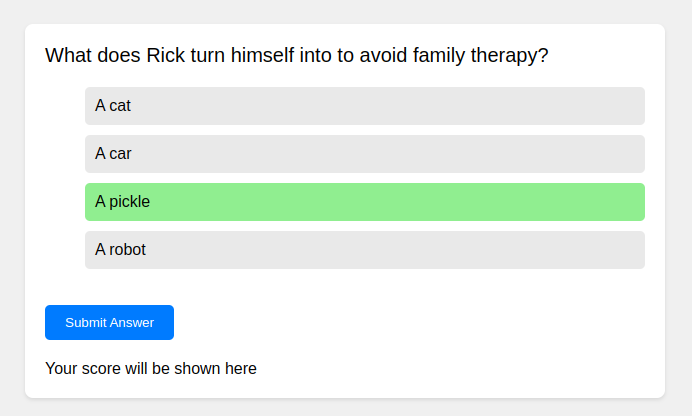 What does Rick turn himself into to avoid family therapy?
A cat
A car
A pickle
A robot
Submit Answer
Your score will be shown here